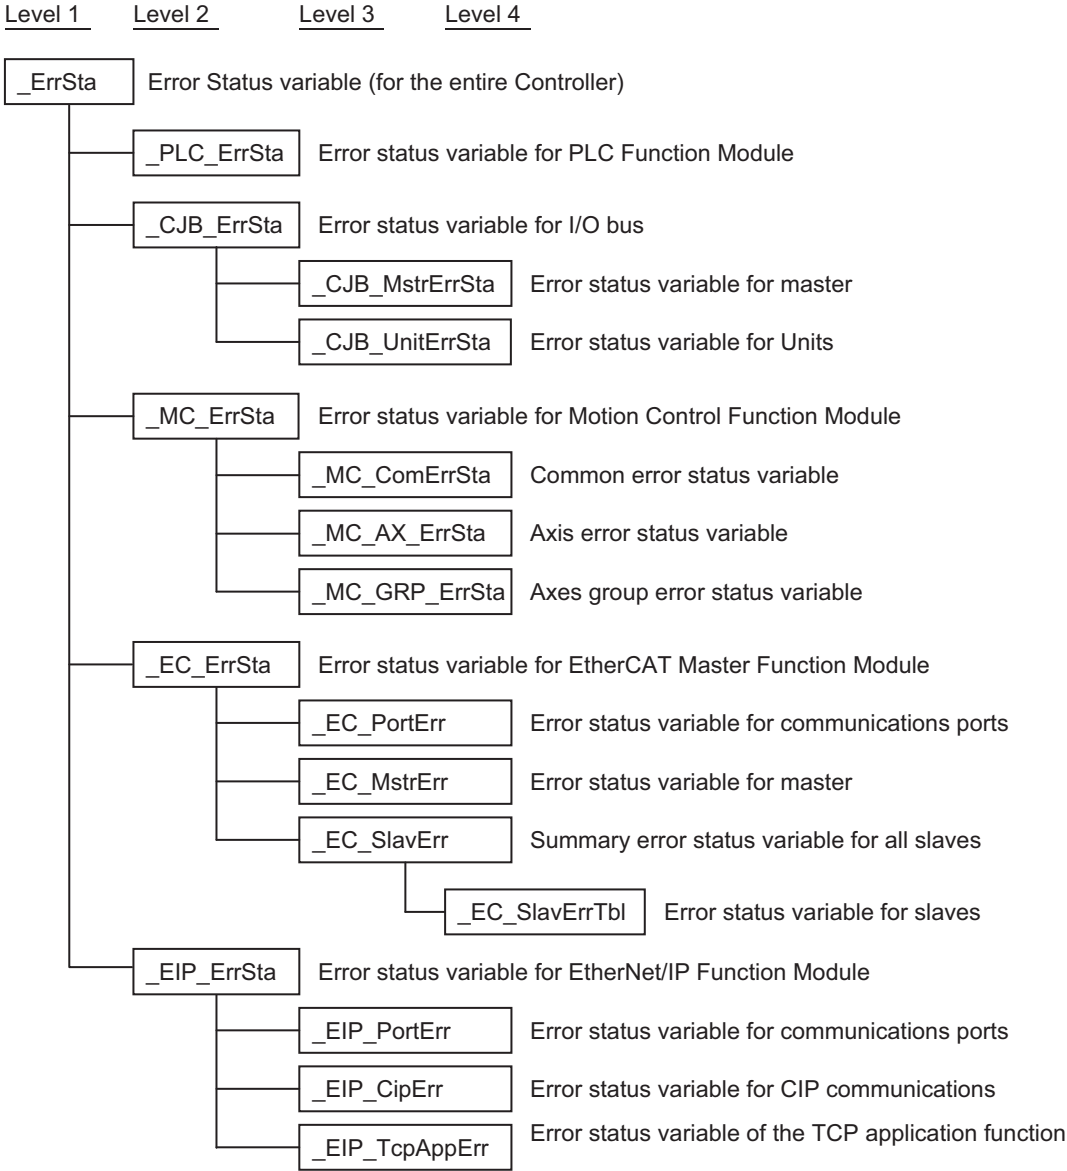 Level 1 Level 2 Level 3 Level 4
_ErrSta Error Status variable (for the entire Controller)
_PLC_ErrSta Error status variable for PLC Function Module
_CJB_ErrSta Error status variable for I/O bus
_CJB_MstrErrSta Error status variable for master
_CJB_UnitErrSta Error status variable for Units
_MC_ErrSta Error status variable for Motion Control Function Module
_MC_ComErrSta Common error status variable
_MC_AX_ErrSta Axis error status variable
_MC_GRP_ErrSta Axes group error status variable
_EC_ErrSta Error status variable for EtherCAT Master Function Module
_EC_PortErr Error status variable for communications ports
_EC_MstrErr Error status variable for master
_EC_SlavErr Summary error status variable for all slaves
_EC_SlavErrTbl Error status variable for slaves
_EIP_ErrSta Error status variable for EtherNet/IP Function Module
_EIP_PortErr Error status variable for communications ports
_EIP_CipErr Error status variable for CIP communications
_EIP_TcpAppErr Error status variable of the TCP application function